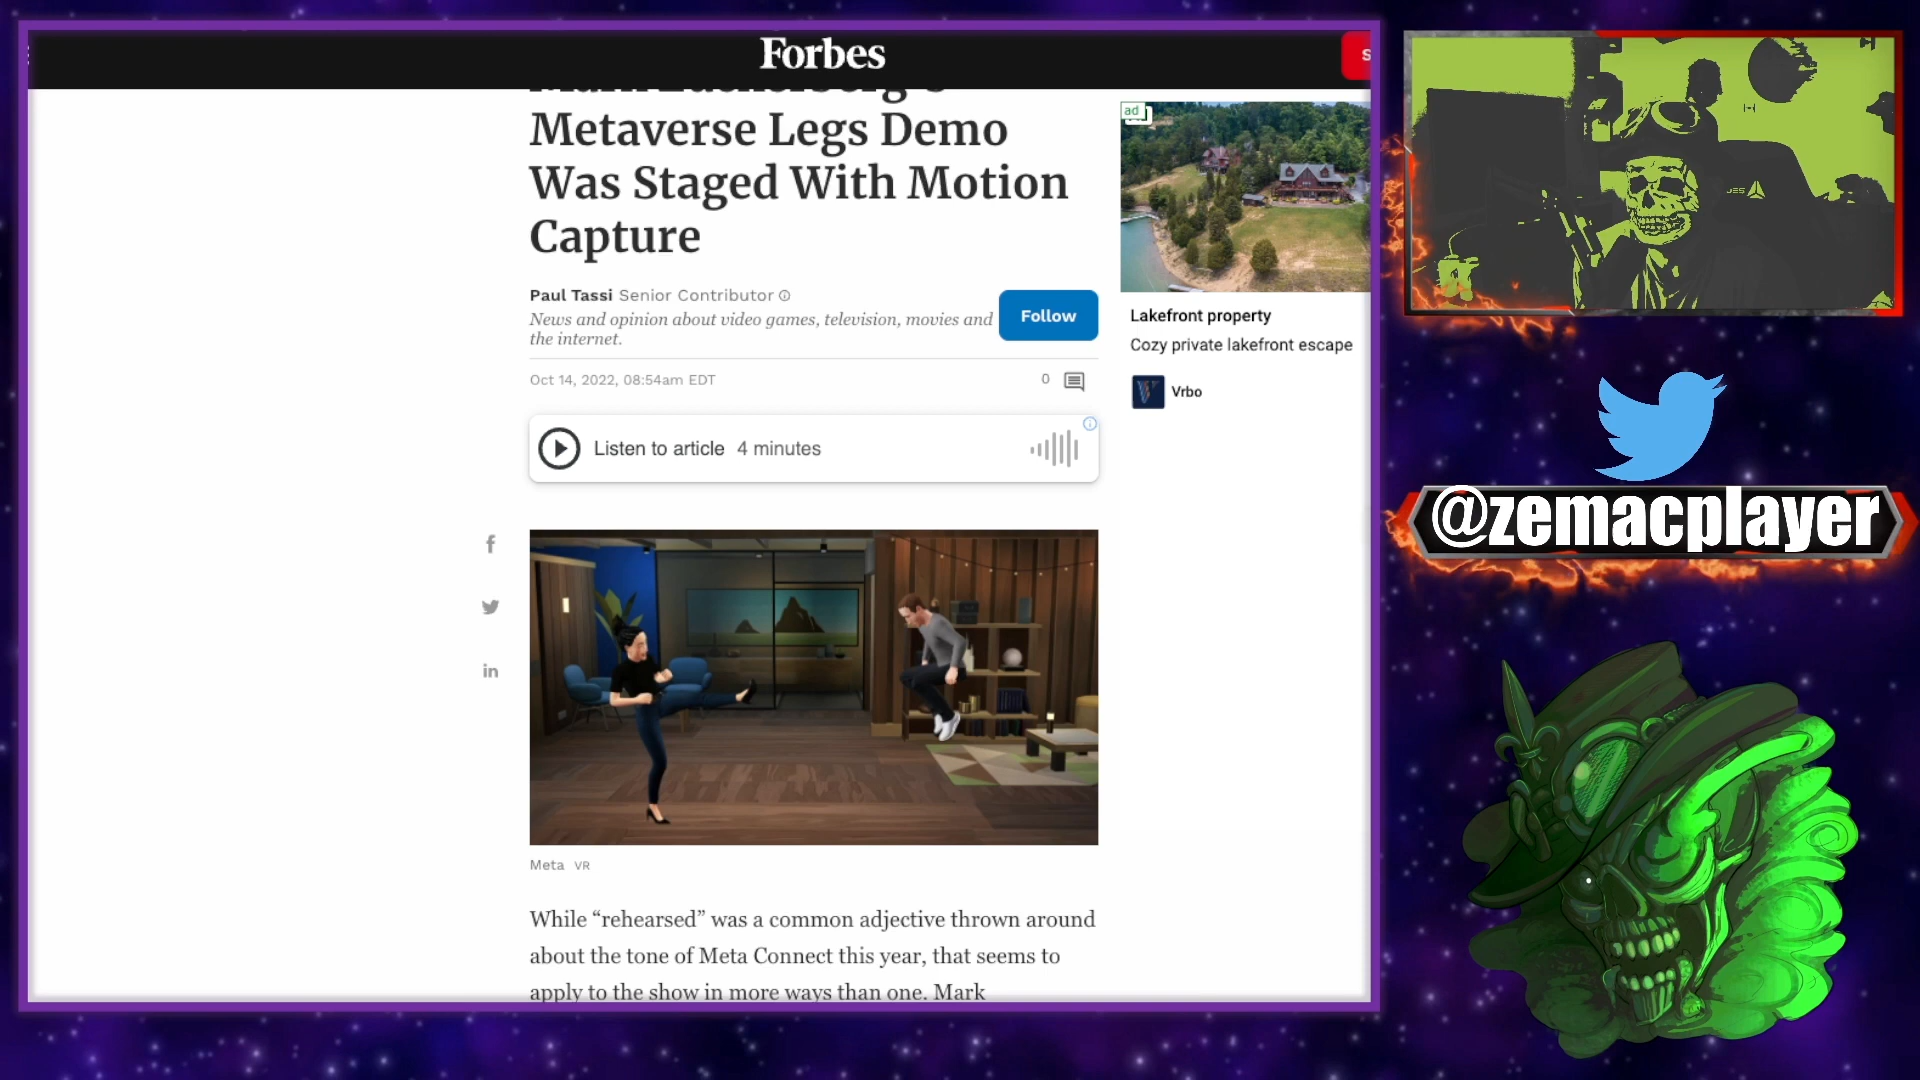 Forbes
S
Mark Zuckerberg's
Metaverse Legs Demo
Was Staged With Motion
Capture
Paul Tassi Senior Contributor
News and opinion about video games, television, movies and
the internet.
Follow
Oct 14, 2022, 08:54am EDT
0
Listen to article 4 minutes
f
in
Meta VR
While “rehearsed” was a common adjective thrown around
about the tone of Meta Connect this year, that seems to
apply to the show in more ways than one. Mark
ad
Lakefront property
Cozy private lakefront escape
Vrbo
@zemacplayer